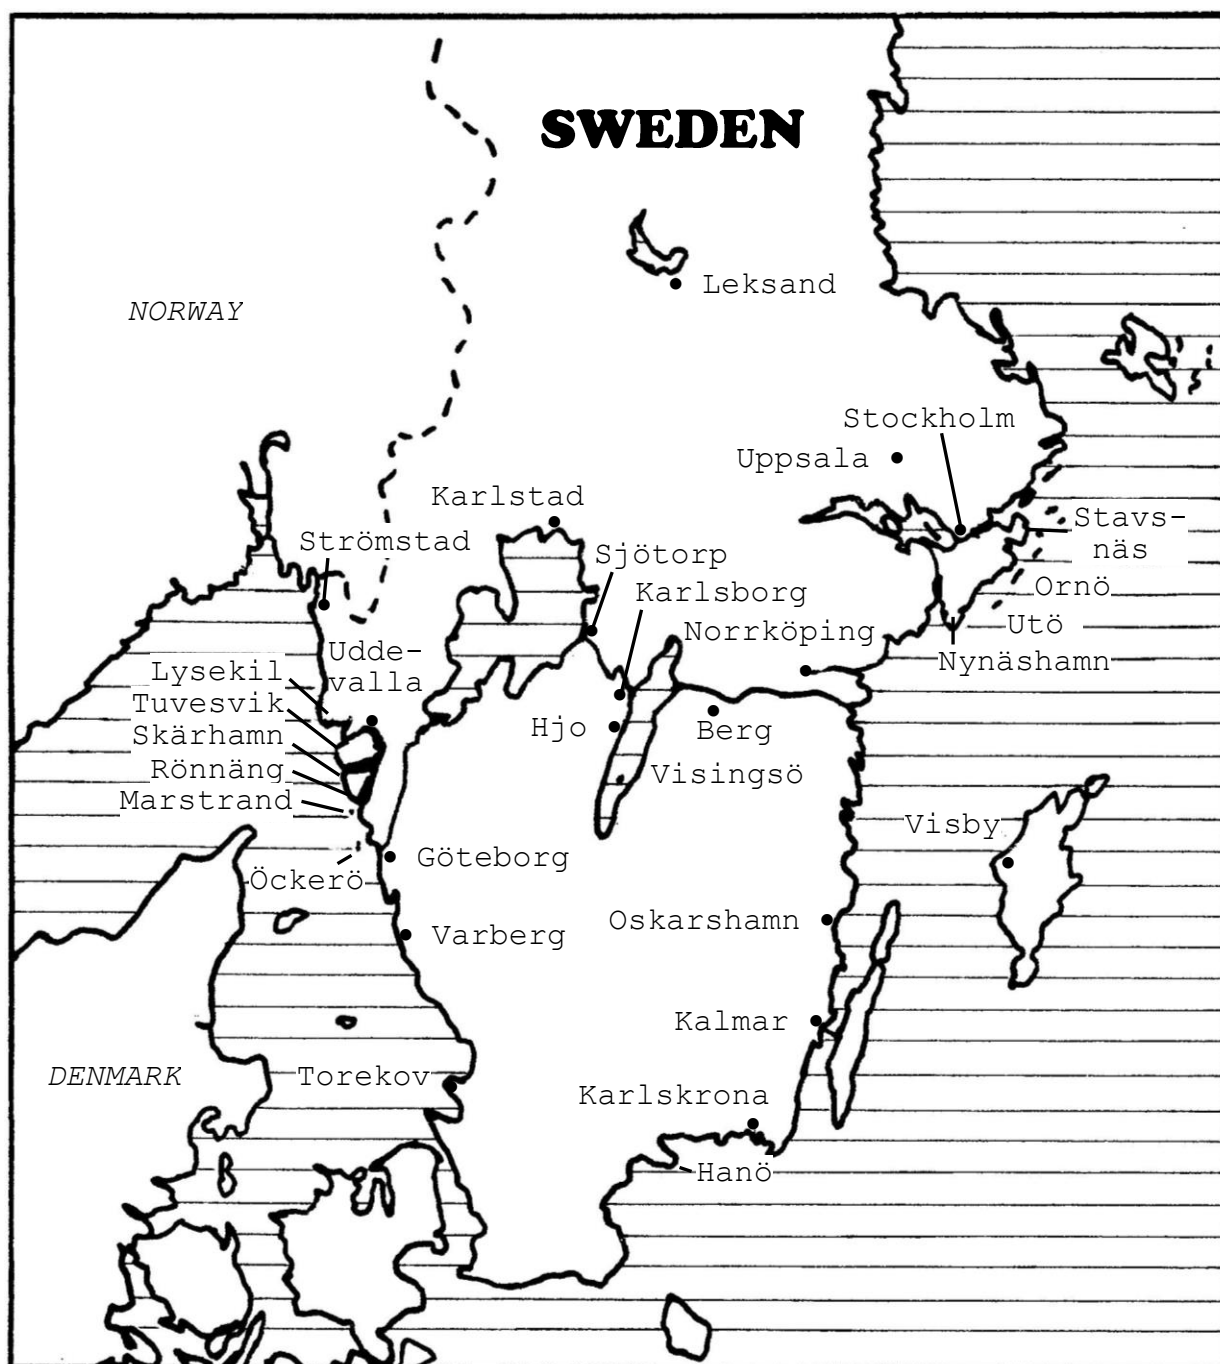 SWEDEN
Leksand
NORWAY
Stockholm
Uppsala
Karlstad
Stavs-
näs
Strömstad
Sjötorp
Karlsborg
Ornö
Utö
Norrköping
Nynäshamn
Udde-
valla
Lysekil
Tuvesvik
Skärhamn
Rönnäng
Marstrand
Hjo
Berg
Visingsö
Visby
Göteborg
Öckerö
Oskarshamn
Varberg
Kalmar
DENMARK
Torekov
Karlskrona
Hanö